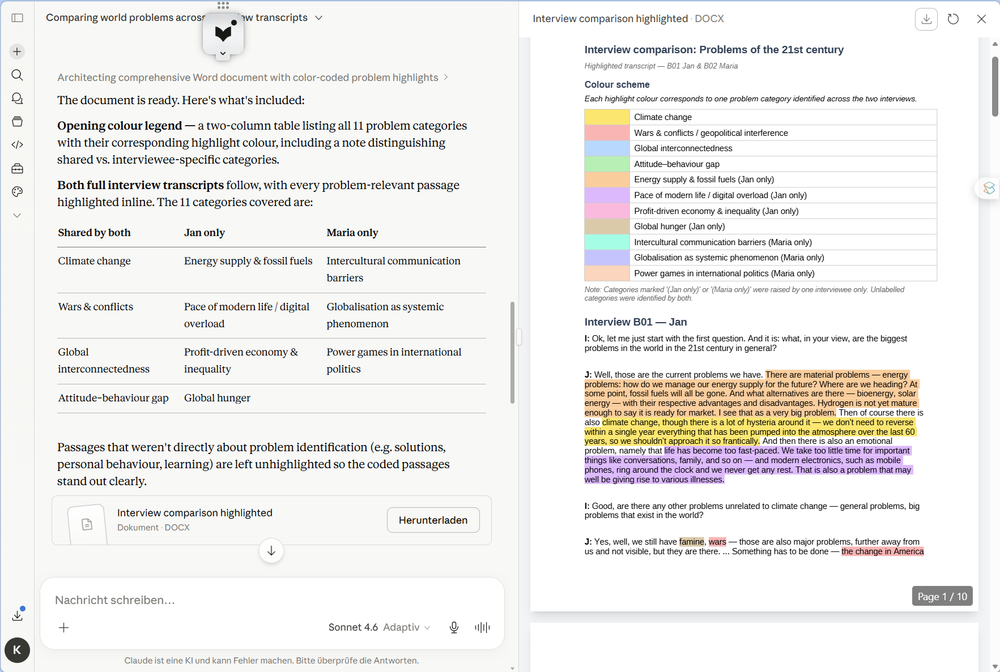 Comparing world problems across ew transcripts
Architecting comprehensive Word document with color-coded problem highlights
The document is ready. Here's what's included:
Opening colour legend — a two-column table listing all 11 problem categories
with their corresponding highlight colour, including a note distinguishing
shared vs. interviewee-specific categories.
Both full interview transcripts follow, with every problem-relevant passage
highlighted inline. The 11 categories covered are:
Shared by both Jan only Maria only
Climate change Energy supply & fossil fuels Intercultural communication
barriers
Wars & conflicts Pace of modern life / digital Globalisation as systemic
overload phenomenon
Global Profit-driven economy & Power games in international
interconnectedness inequality politics
Attitude–behaviour gap Global hunger
Passages that weren't directly about problem identification (e.g. solutions,
personal behaviour, learning) are left unhighlighted so the coded passages
stand out clearly.
Interview comparison highlighted
Dokument · DOCX
Herunterladen
Nachricht schreiben...
Sonnet 4.6 Adaptiv
K
Claude ist eine KI und kann Fehler machen. Bitte überprüfe die Antworten.
Interview comparison highlighted · DOCX
Interview comparison: Problems of the 21st century
Highlighted transcript — B01 Jan & B02 Maria
Colour scheme
Each highlight colour corresponds to one problem category identified across the two interviews.
Climate change
Wars & conflicts / geopolitical interference
Global interconnectedness
Attitude–behaviour gap
Energy supply & fossil fuels (Jan only)
Pace of modern life / digital overload (Jan only)
Profit-driven economy & inequality (Jan only)
Global hunger (Jan only)
Intercultural communication barriers (Maria only)
Globalisation as systemic phenomenon (Maria only)
Power games in international politics (Maria only)
Note: Categories marked '(Jan only)' or '(Maria only)' were raised by one interviewee only. Unlabelled
categories were identified by both.
Interview B01 — Jan
I: Ok, let me just start with the first question. And it is: what, in your view, are the biggest
problems in the world in the 21st century in general?
J: Well, those are the current problems we have. There are material problems — energy
problems: how do we manage our energy supply for the future? Where are we heading? At
some point, fossil fuels will all be gone. And what alternatives are there — bioenergy, solar
energy — with their respective advantages and disadvantages. Hydrogen is not yet mature
enough to say it is ready for market. I see that as a very big problem. Then of course there is
also climate change, though there is a lot of hysteria around it — we don't need to reverse
within a single year everything that has been pumped into the atmosphere over the last 60
years, so we shouldn't approach it so frantically. And then there is also an emotional
problem, namely that life has become too fast-paced. We take too little time for important
things like conversations, family, and so on — and modern electronics, such as mobile
phones, ring around the clock and we never get any rest. That is also a problem that may
well be giving rise to various illnesses.
I: Good, are there any other problems unrelated to climate change — general problems, big
problems that exist in the world?
J: Yes, well, we still have famine, wars — those are also major problems, further away from
us and not visible, but they are there. ... Something has to be done — the change in America
Page 1 / 10